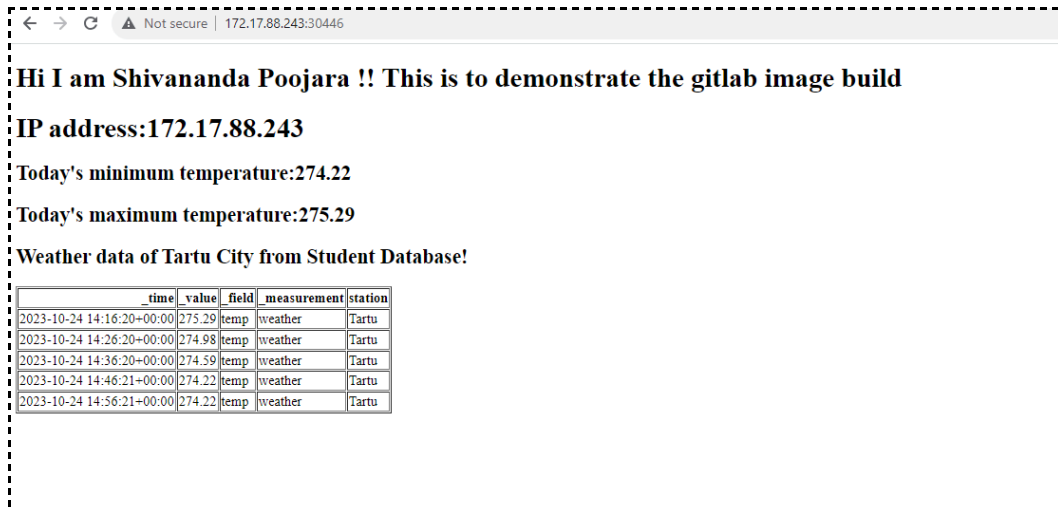 Not secure | 172.17.88.243:30446
Hi I am Shivananda Poojara !! This is to demonstrate the gitlab image build
IP address:172.17.88.243
Today's minimum temperature:274.22
Today's maximum temperature:275.29
Weather data of Tartu City from Student Database!
_time _value _field _measurement station
2023-10-24 14:16:20+00:00 275.29 temp weather Tartu
2023-10-24 14:26:20+00:00 274.98 temp weather Tartu
2023-10-24 14:36:20+00:00 274.59 temp weather Tartu
2023-10-24 14:46:21+00:00 274.22 temp weather Tartu
2023-10-24 14:56:21+00:00 274.22 temp weather Tartu